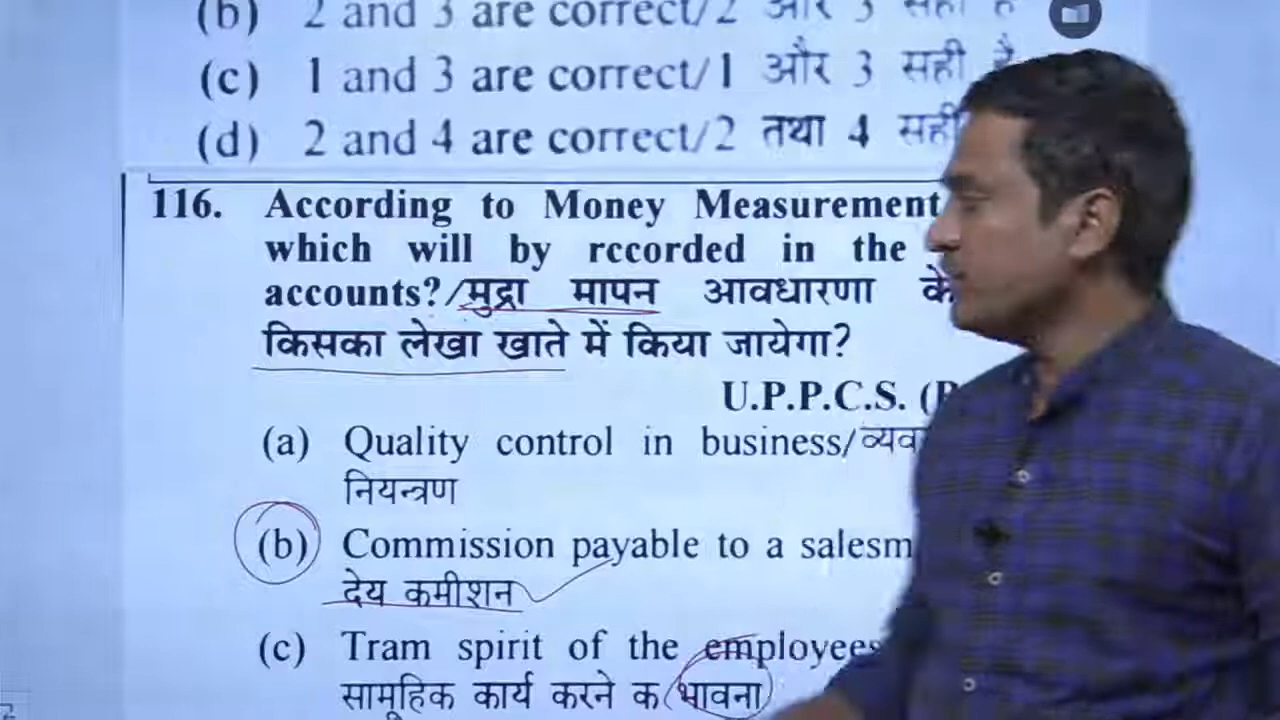 (b) 2 and 3 are correct/2 और 3 सही है
(c) 1 and 3 are correct/1 और 3 सही है
(d) 2 and 4 are correct/2 तथा 4 सही
116. According to Money Measurement
which will by rccorded in the
accounts?/मुद्रा मापन आवधारणा के
किसका लेखा खाते में किया जायेगा?
U.P.P.C.S.
(a) Quality control in business/
नियन्त्रण
(b) Commission payable to a
देय कमीशन
(c) Tram spirit of the employees
सामूहिक कार्य करने क भावना